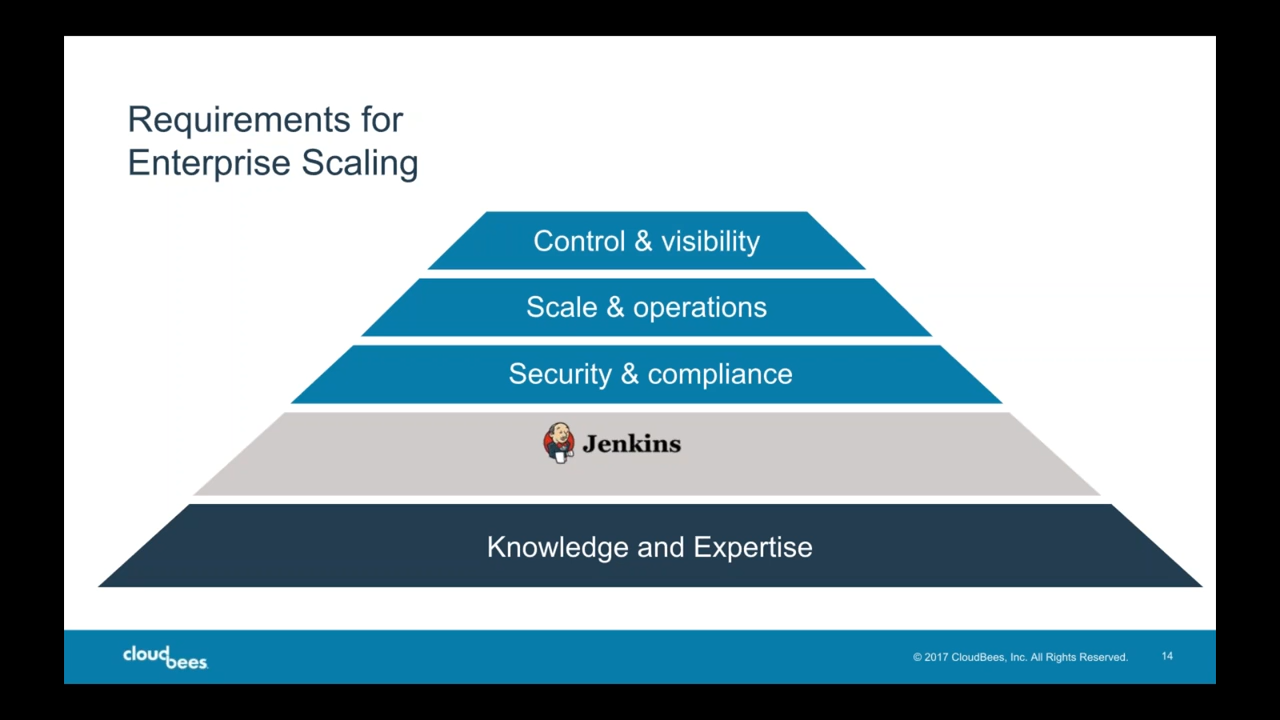 Requirements for
Enterprise Scaling
Control & visibility
Scale & operations
Security & compliance
Jenkins
Knowledge and Expertise
cloudbees
© 2017 CloudBees, Inc. All Rights Reserved. 14